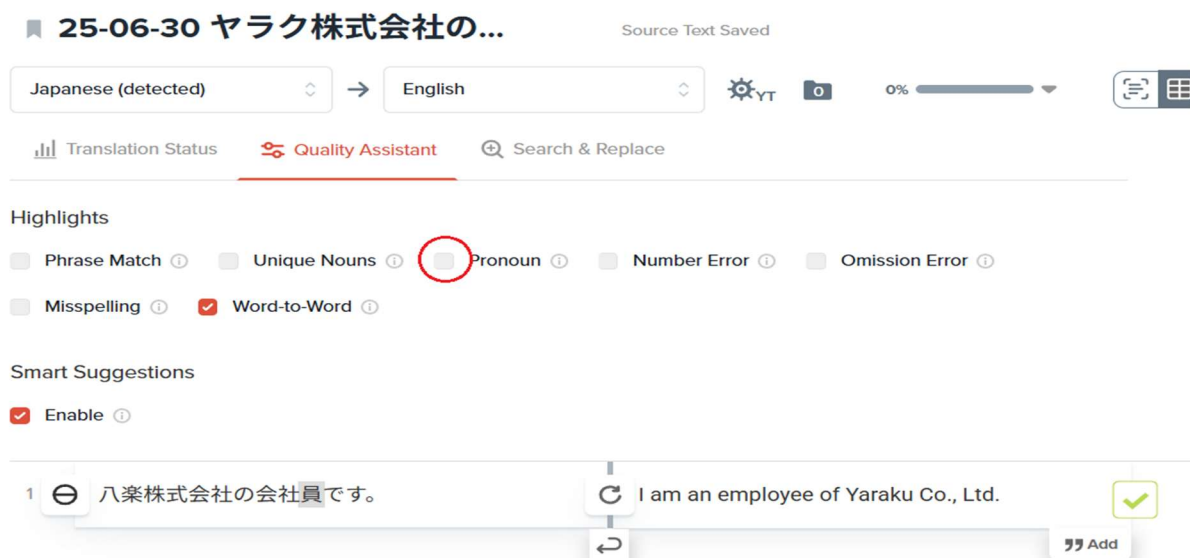 25-06-30 ヤラク株式会社の... Source Text Saved
Japanese (detected) English YT 0%
Translation Status Quality Assistant Search & Replace
Highlights
Phrase Match Unique Nouns Pronoun Number Error Omission Error
Misspelling Word-to-Word
Smart Suggestions
Enable
1 八楽株式会社の会社員です。 I am an employee of Yaraku Co., Ltd.
Add